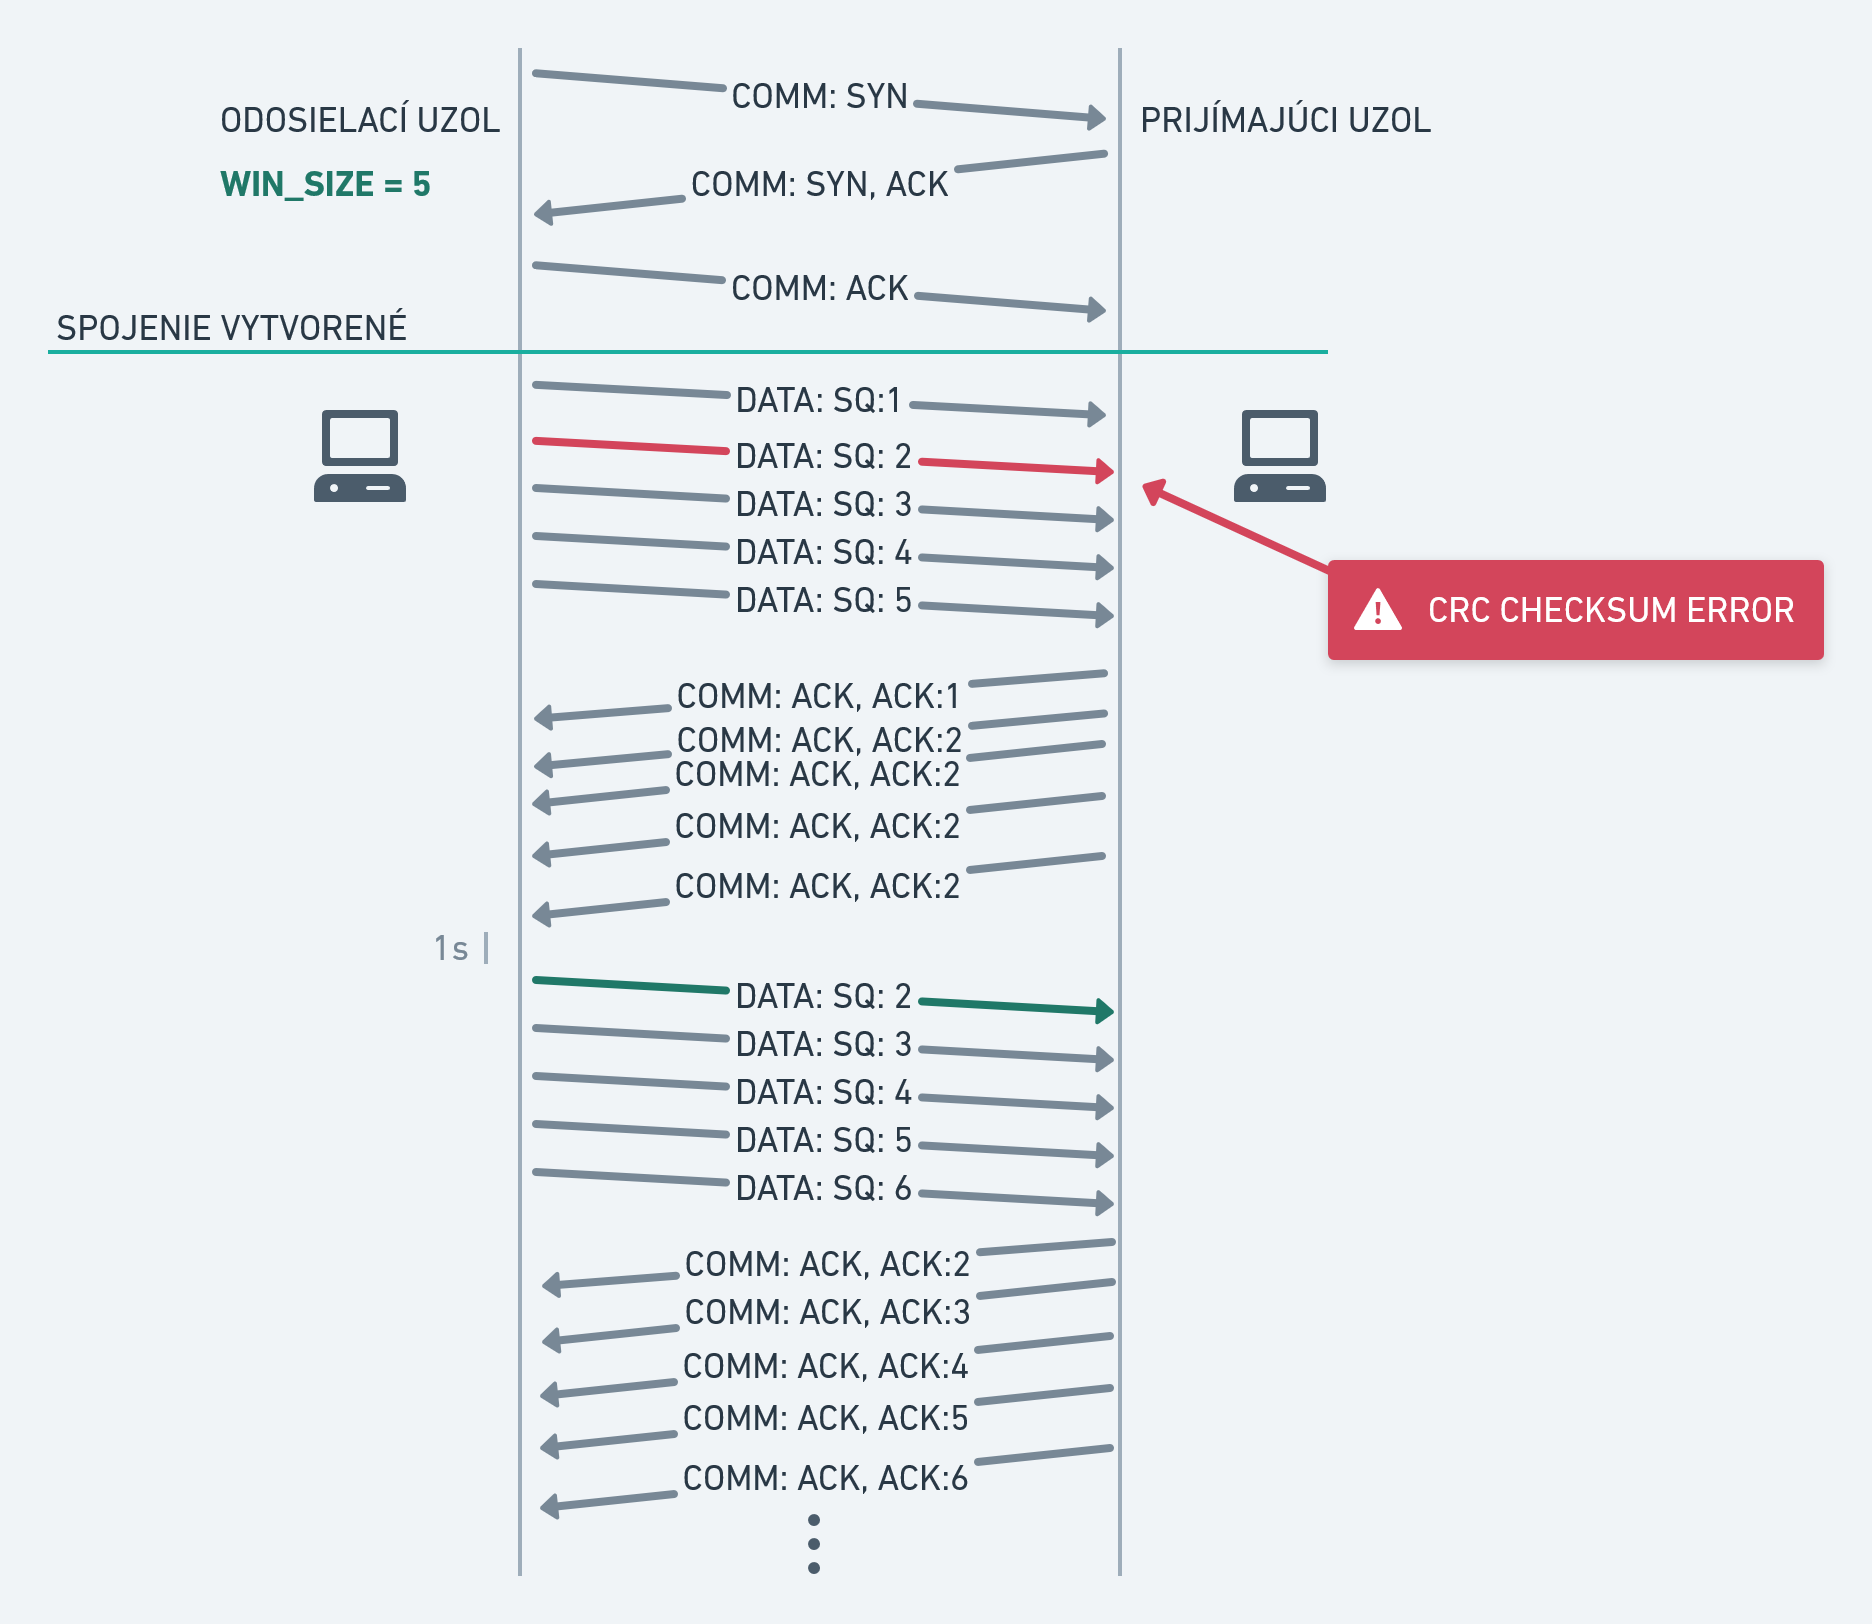 COMM: SYN
ODOSIELACÍ UZOL
PRIJÍMAJÚCI UZOL
WIN_SIZE = 5
COMM: SYN, ACK
COMM: ACK
SPOJENIE VYTVORENÉ
DATA: SQ:1
DATA: SQ: 2
DATA: SQ: 3
DATA: SQ: 4
DATA: SQ: 5
CRC CHECKSUM ERROR
COMM: ACK, ACK:1
COMM: ACK, ACK:2
COMM: ACK, ACK:2
COMM: ACK, ACK:2
COMM: ACK, ACK:2
1s
DATA: SQ: 2
DATA: SQ: 3
DATA: SQ: 4
DATA: SQ: 5
DATA: SQ: 6
COMM: ACK, ACK:2
COMM: ACK, ACK:3
COMM: ACK, ACK:4
COMM: ACK, ACK:5
COMM: ACK, ACK:6